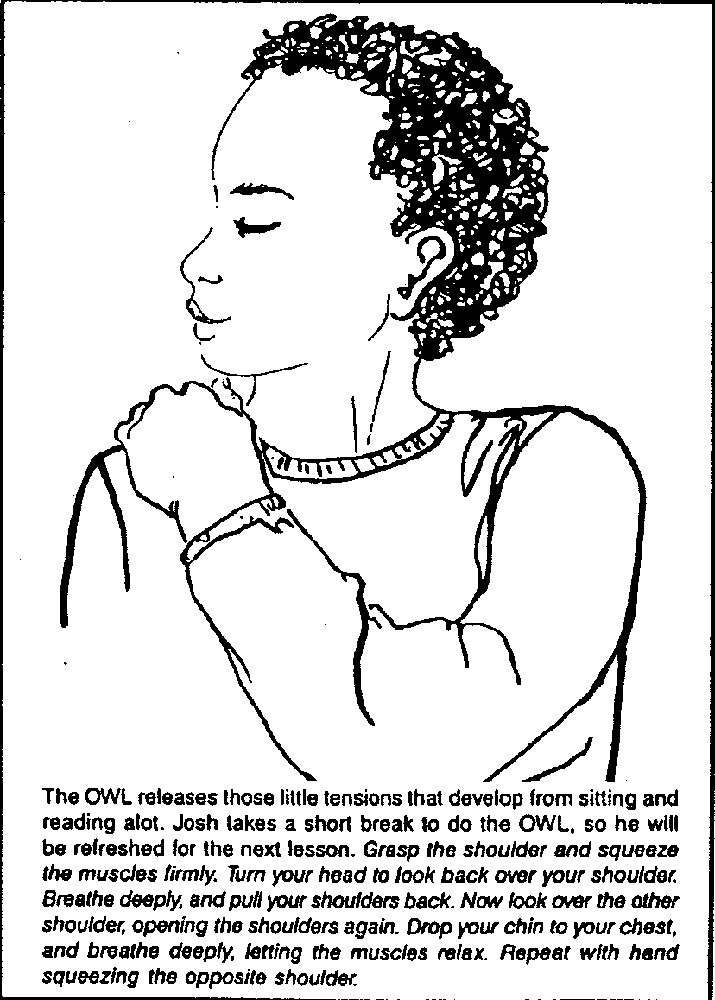 The OWL releases those little tensions that develop from sitting and
reading alot. Josh takes a short break to do the OWL, so he will
be refreshed for the next lesson. Grasp the shoulder and squeeze
the muscles firmly. Turn your head to look back over your shoulder.
Breathe deeply, and pull your shoulders back. Now look over the other
shoulder, opening the shoulders again. Drop your chin to your chest,
and breathe deeply, letting the muscles relax. Repeat with hand
squeezing the opposite shoulder.